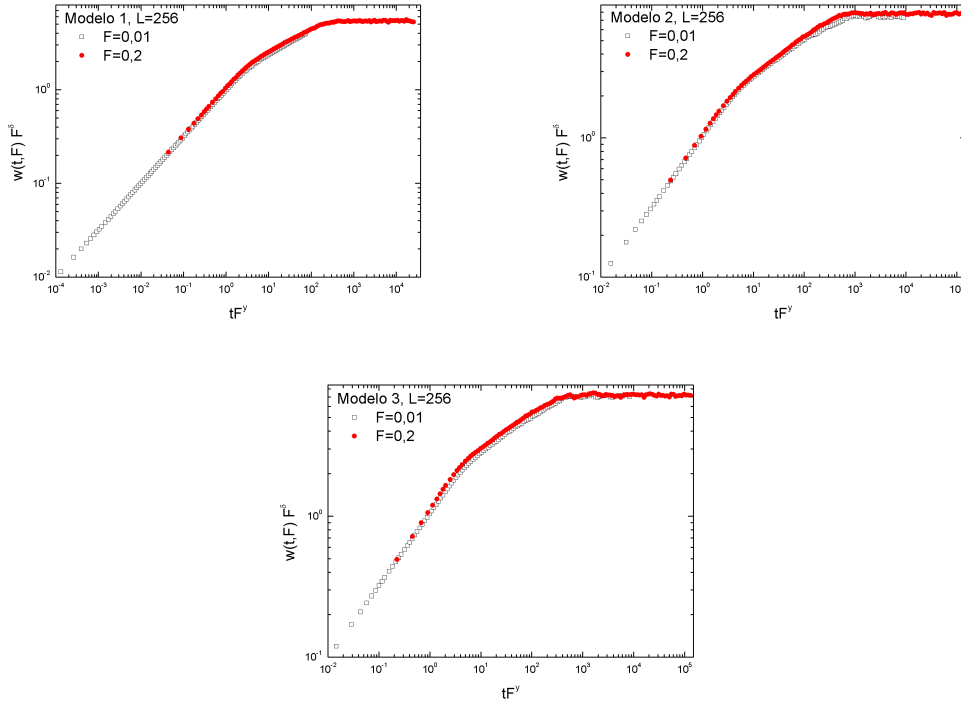 Modelo 1, L=256
F=0,01
F=0,2
10^0
10^-1
10^-2
w(t,F) F^δ
10^-4 10^-3 10^-2 10^-1 10^0 10^1 10^2 10^3 10^4
tF^y
Modelo 2, L=256
F=0,01
F=0,2
10^0
10^-1
w(t,F) F^δ
10^-2 10^-1 10^0 10^1 10^2 10^3 10^4
tF^y
Modelo 3, L=256
F=0,01
F=0,2
10^0
10^-1
w(t,F) F^δ
10^-2 10^-1 10^0 10^1 10^2 10^3 10^4 10^5
tF^y